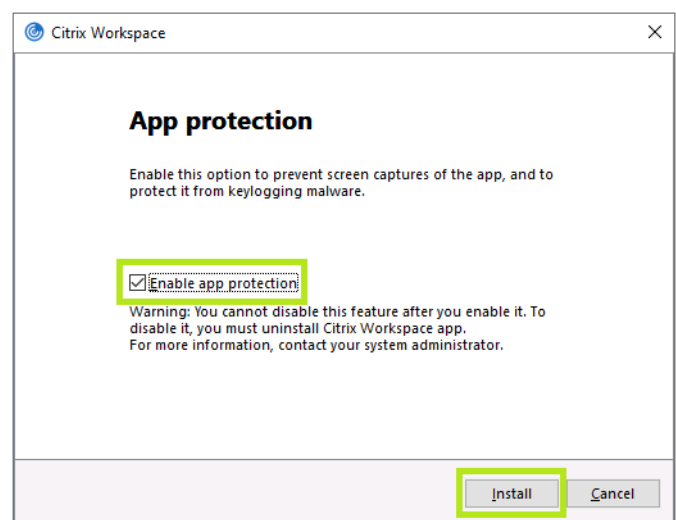 Citrix Workspace
App protection
Enable this option to prevent screen captures of the app, and to
protect it from keylogging malware.
Enable app protection
Warning: You cannot disable this feature after you enable it. To
disable it, you must uninstall Citrix Workspace app.
For more information, contact your system administrator.
Install
Cancel